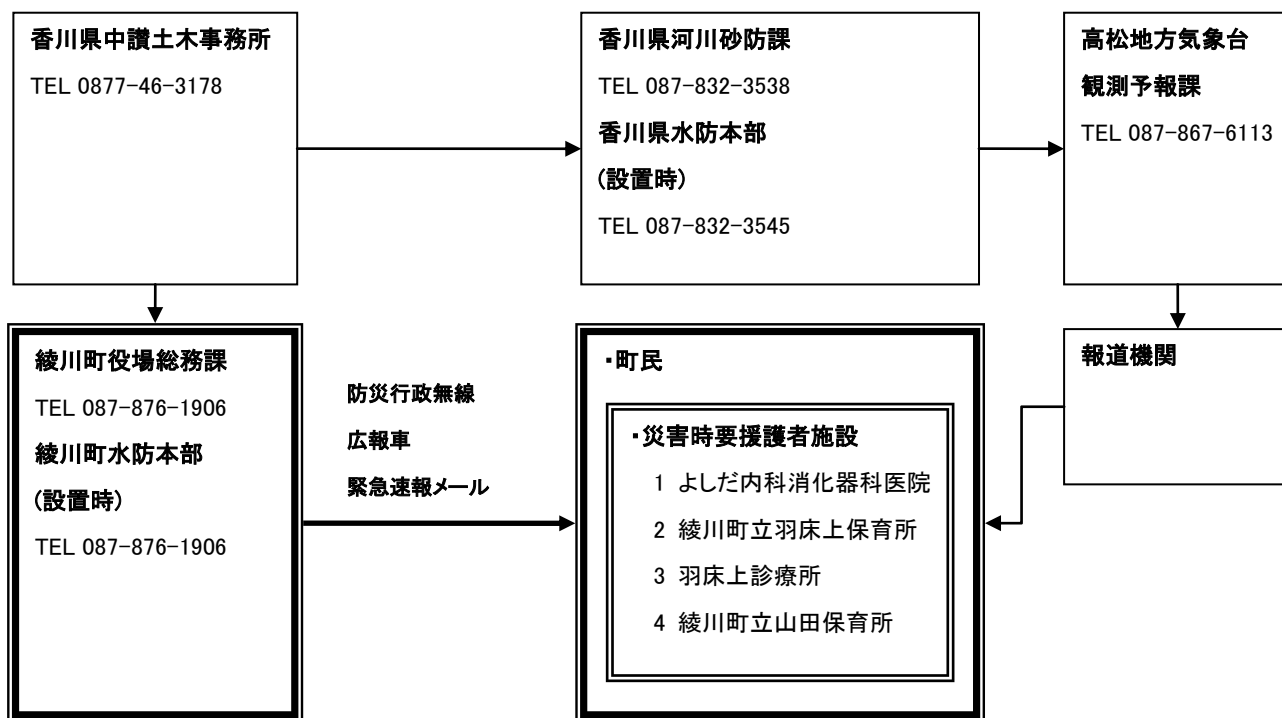 香川県中讃土木事務所
TEL 0877-46-3178
香川県河川砂防課
TEL 087-832-3538
香川県水防本部
(設置時)
TEL 087-832-3545
高松地方気象台
観測予報課
TEL 087-867-6113
綾川町役場総務課
TEL 087-876-1906
綾川町水防本部
(設置時)
TEL 087-876-1906
防災行政無線
広報車
緊急速報メール
・町民
・災害時要援護者施設
1 よしだ内科消化器科医院
2 綾川町立羽床上保育所
3 羽床上診療所
4 綾川町立山田保育所
報道機関